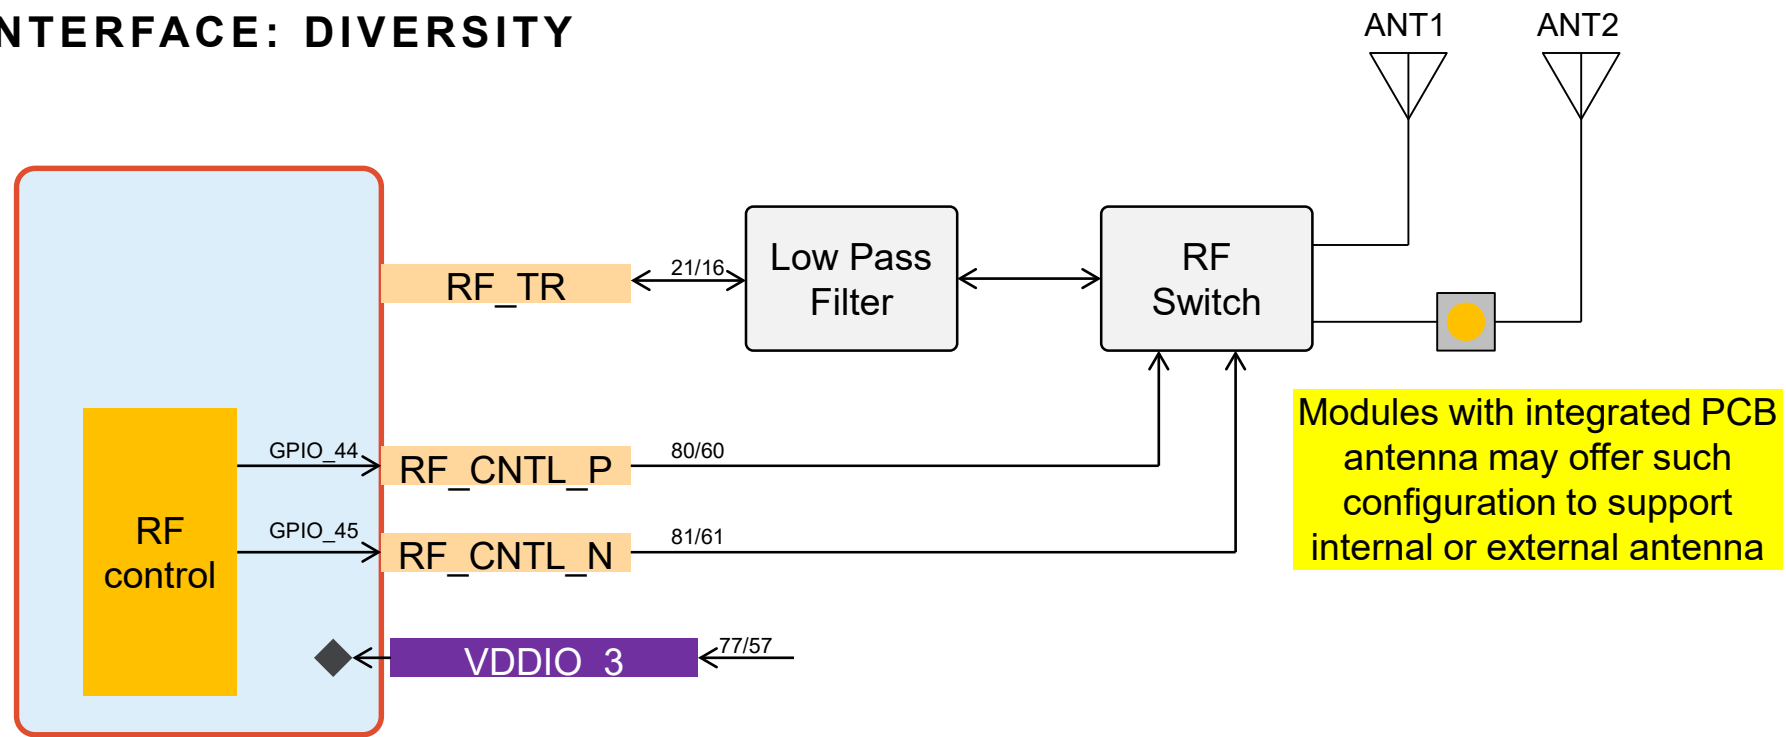 NTERFACE: DIVERSITY
ANT1
ANT2
RF_TR
21/16
Low Pass
Filter
RF
Switch
GPIO_44
RF_CNTL_P
80/60
GPIO_45
RF_CNTL_N
81/61
RF
control
VDDIO_3
77/57
Modules with integrated PCB
antenna may offer such
configuration to support
internal or external antenna